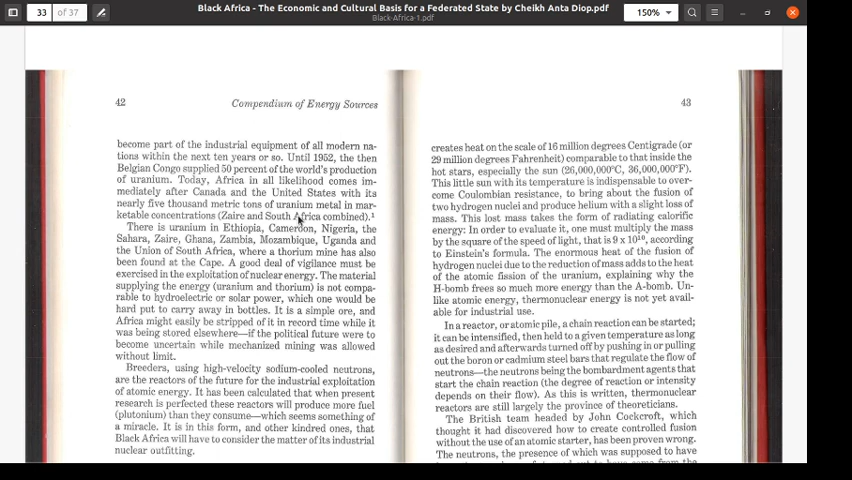 33 of 37
Black Africa - The Economic and Cultural Basis for a Federated State by Cheikh Anta Diop.pdf
Black-Africa-1.pdf
150%
42
Compendium of Energy Sources
become part of the industrial equipment of all modern na-
tions within the next ten years or so. Until 1952, the then
Belgian Congo supplied 50 percent of the world's production
of uranium. Today, Africa in all likelihood comes im-
mediately after Canada and the United States with its
nearly five thousand metric tons of uranium metal in mar-
ketable concentrations (Zaire and South Africa combined).¹
There is uranium in Ethiopia, Cameroon, Nigeria, the
Sahara, Zaire, Ghana, Zambia, Mozambique, Uganda and
the Union of South Africa, where a thorium mine has also
been found at the Cape. A good deal of vigilance must be
exercised in the exploitation of nuclear energy. The material
supplying the energy (uranium and thorium) is not compa-
rable to hydroelectric or solar power, which one would be
hard put to carry away in bottles. It is a simple ore, and
Africa might easily be stripped of it in record time while it
was being stored elsewhere—if the political future were to
become uncertain while mechanized mining was allowed
without limit.
Breeders, using high-velocity sodium-cooled neutrons,
are the reactors of the future for the industrial exploitation
of atomic energy. It has been calculated that when present
research is perfected these reactors will produce more fuel
(plutonium) than they consume—which seems something of
a miracle. It is in this form, and other kindred ones, that
Black Africa will have to consider the matter of its industrial
nuclear outfitting.
43
creates heat on the scale of 16 million degrees Centigrade (or
29 million degrees Fahrenheit) comparable to that inside the
hot stars, especially the sun (26,000,000°C, 36,000,000°F).
This little sun with its temperature is indispensable to over-
come Coulombian resistance, to bring about the fusion of
two hydrogen nuclei and produce helium with a slight loss of
mass. This lost mass takes the form of radiating calorific
energy: In order to evaluate it, one must multiply the mass
by the square of the speed of light, that is 9 x 10¹⁶, according
to Einstein's formula. The enormous heat of the fusion of
hydrogen nuclei due to the reduction of mass adds to the heat
of the atomic fission of the uranium, explaining why the
H-bomb frees so much more energy than the A-bomb. Un-
like atomic energy, thermonuclear energy is not yet avail-
able for industrial use.
In a reactor, or atomic pile, a chain reaction can be started;
it can be intensified, then held to a given temperature as long
as desired and afterwards turned off by pushing in or pulling
out the boron or cadmium steel bars that regulate the flow of
neutrons—the neutrons being the bombardment agents that
start the chain reaction (the degree of reaction or intensity
depends on their flow). As this is written, thermonuclear
reactors are still largely the province of theoreticians.
The British team headed by John Cockcroft, which
thought it had discovered how to create controlled fusion
without the use of an atomic starter, has been proven wrong.
The neutrons, the presence of which was supposed to have